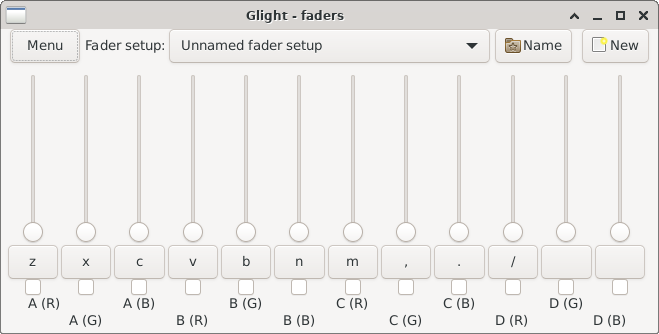 Glight - faders
Menu Fader setup: Unnamed fader setup Name New
z x c v b n m , . /
A (R) A (B) B (G) C (R) C (B) D (G)
A (G) B (R) B (B) C (G) D (R) D (B)